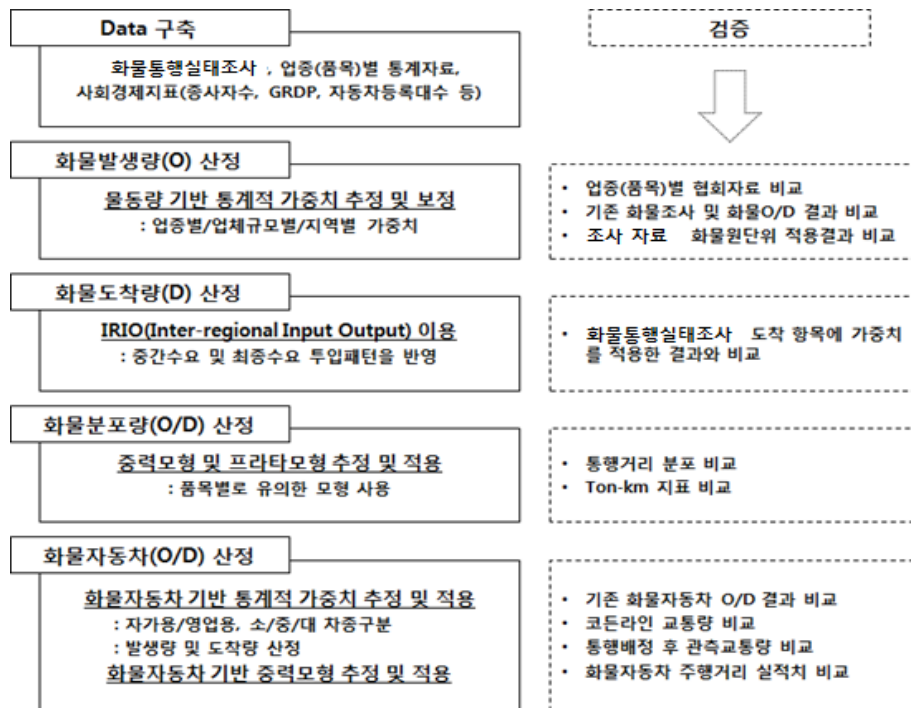 Data 구축
검증
화물통행실태조사 , 업종(품목)별 통계자료,
사회경제지표(종사자수, GRDP, 자동차등록대수 등)
화물발생량(O) 산정
물동량 기반 통계적 가중치 추정 및 보정
: 업종별/업체규모별/지역별 가중치
• 업종(품목)별 협회자료 비교
• 기존 화물조사 및 화물O/D 결과 비교
• 조사 자료 화물원단위 적용결과 비교
화물도착량(D) 산정
IRIO(Inter-regional Input Output) 이용
: 중간수요 및 최종수요 투입패턴을 반영
• 화물통행실태조사 도착 항목에 가중치
를 적용한 결과와 비교
화물분포량(O/D) 산정
중력모형 및 프라타모형 추정 및 적용
: 품목별로 유의한 모형 사용
• 통행거리 분포 비교
• Ton-km 지표 비교
화물자동차(O/D) 산정
화물자동차 기반 통계적 가중치 추정 및 적용
: 자가용/영업용, 소/중/대 차종구분
: 발생량 및 도착량 산정
화물자동차 기반 중력모형 추정 및 적용
• 기존 화물자동차 O/D 결과 비교
• 코든라인 교통량 비교
• 통행배정 후 관측교통량 비교
• 화물자동차 주행거리 실적치 비교